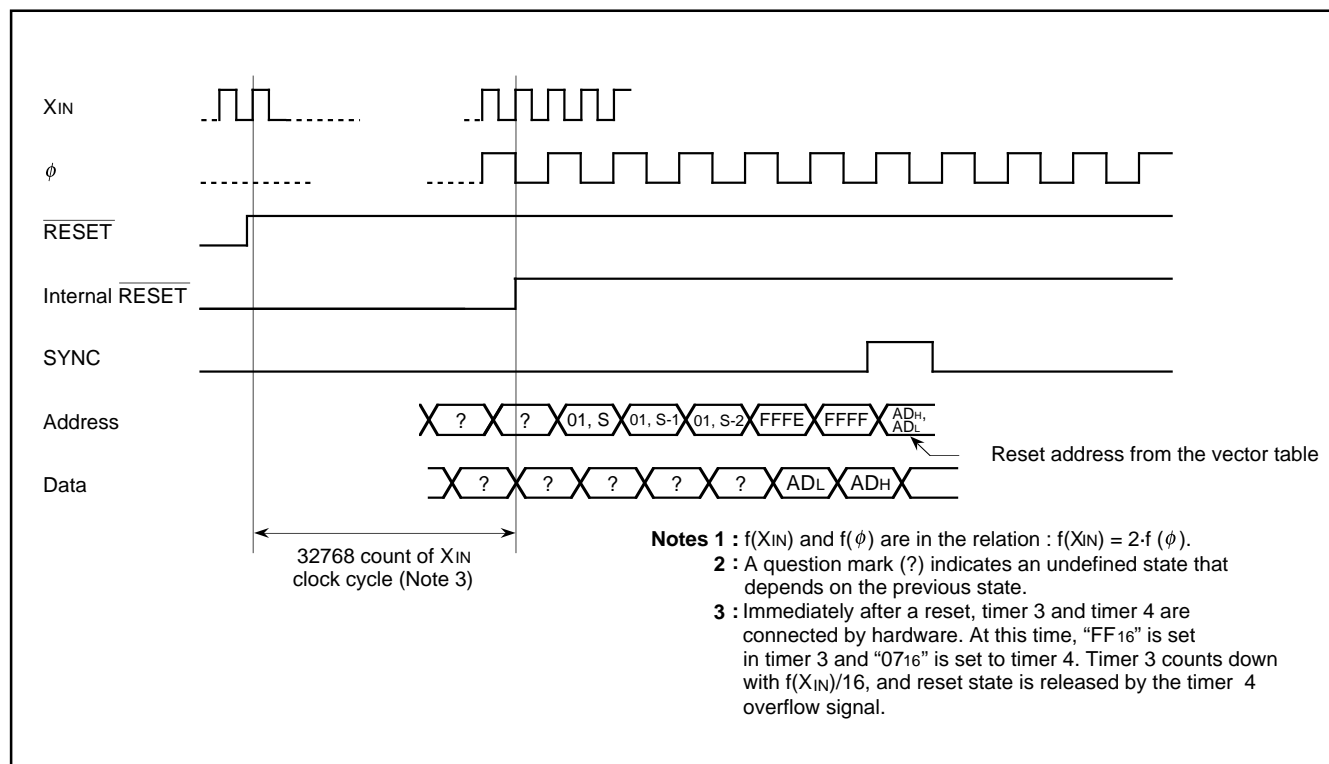 XIN
ϕ
RESET
Internal RESET
SYNC
Address
? ? 01, S 01, S-1 01, S-2 FFFE FFFF ADH,
ADL
Reset address from the vector table
Data
? ? ? ? ? ADL ADH
32768 count of XIN
clock cycle (Note 3)
Notes 1 : f(XIN) and f(ϕ) are in the relation : f(XIN) = 2·f (ϕ).
2 : A question mark (?) indicates an undefined state that
depends on the previous state.
3 : Immediately after a reset, timer 3 and timer 4 are
connected by hardware. At this time, “FF16” is set
in timer 3 and “0716” is set to timer 4. Timer 3 counts down
with f(XIN)/16, and reset state is released by the timer 4
overflow signal.